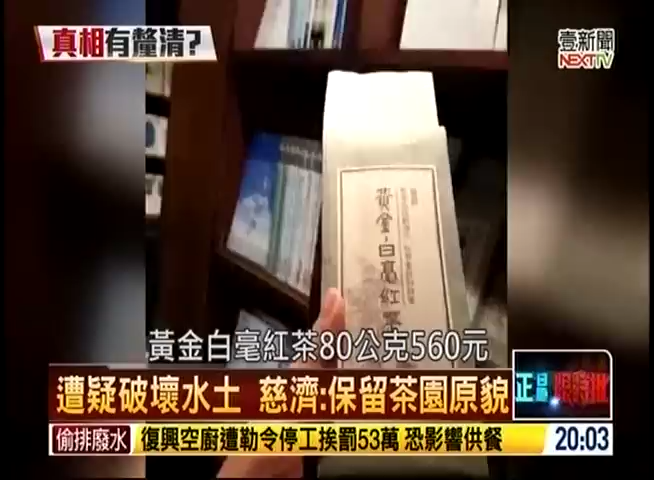 真相有釐清?
壹新聞
NEXTTV
黃金·白毫紅茶
黃金白毫紅茶80公克560元
遭疑破壞水土 慈濟:保留茶園原貌
正晶限時批
偷排廢水
復興空廚遭勒令停工挨罰53萬 恐影響供餐
20:03